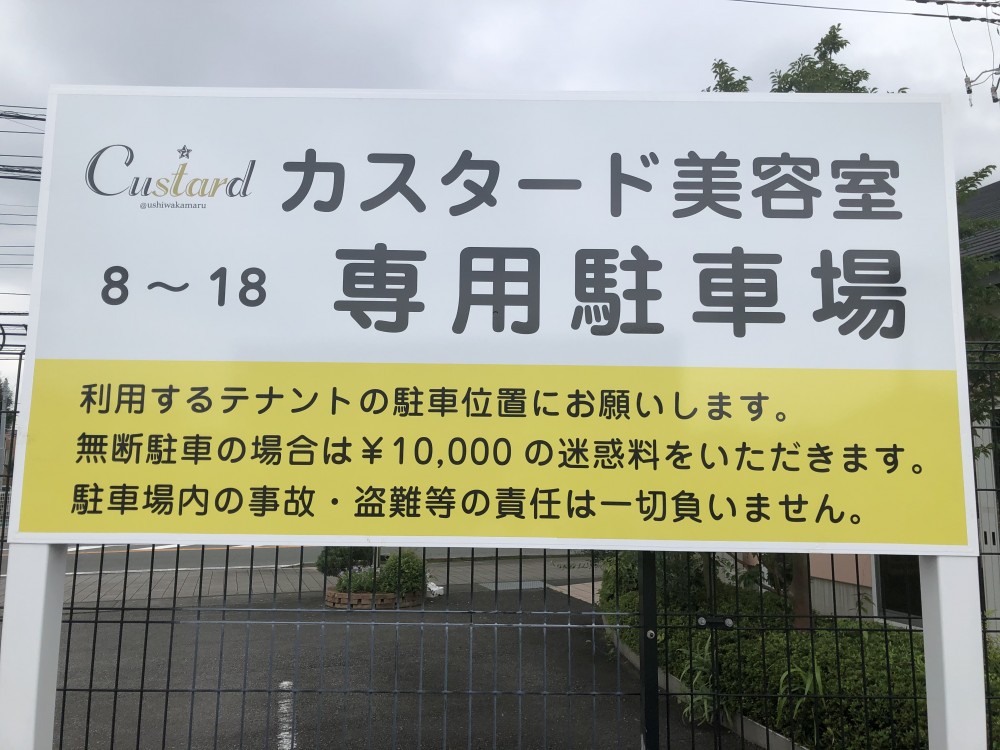 Custard
@ushiwakamaru
カスタード美容室
8～18 専用駐車場
利用するテナントの駐車位置にお願いします。
無断駐車の場合は￥10,000の迷惑料をいただきます。
駐車場内の事故・盗難等の責任は一切負いません。